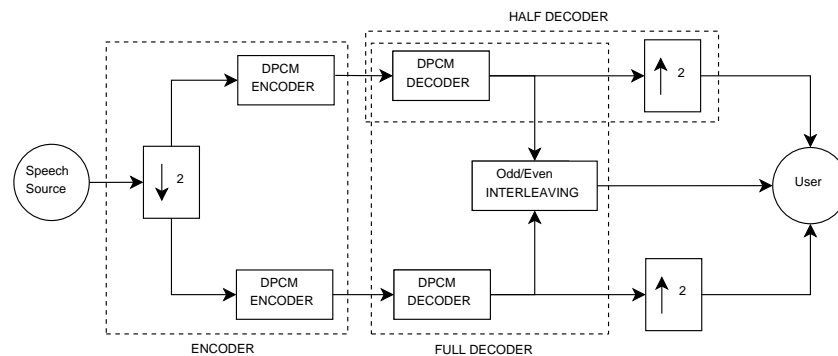 HALF DECODER
DPCM
ENCODER
DPCM
DECODER
2
Speech
Source
2
Odd/Even
INTERLEAVING
User
DPCM
ENCODER
DPCM
DECODER
2
ENCODER
FULL DECODER